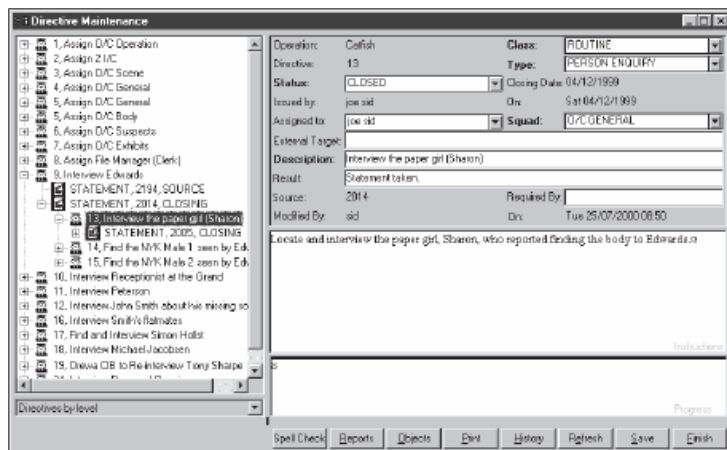 Directive Maintenance
1, Assign O/C Operation
2, Assign 2 I/C
3, Assign O/C Scene
4, Assign O/C General
5, Assign O/C General
5, Assign O/C Body
6, Assign O/C Suspects
7, Assign O/C Exhibits
8, Assign File Manager (Clerk)
9, Interview Edwards
STATEMENT, 2194, SOURCE
STATEMENT, 2014, CLOSING
13, Interview the paper girl (Sharon)
STATEMENT, 2005, CLOSING
14, Find the NYK Male 1 seen by Edw
15, Find the NYK Male 2 seen by Edw
10, Interview Receptionist at the Grand
11, Interview Peterson
12, Interview John Smith about his missing so
16, Interview Smith's flatmates
17, Find and Interview Simon Hollst
18, Interview Michael Jacobsen
19, Drewa CIB to Re-interview Tony Sharpe
Directives by level
Operation: Catfish Class: ROUTINE
Directive: 13 Type: PERSON ENQUIRY
Status: CLOSED Closing Date: 04/12/1999
Issued by: joe sid On: Sat 04/12/1999
Assigned to: joe sid Squad: O/C GENERAL
External Target:
Description: Interview the paper girl (Sharon)
Result: Statement taken.
Source: 2014 Required By:
Modified By: sid On: Tue 25/07/2000 08:50
Locate and interview the paper girl, Sharon, who reported finding the body to Edwards.¤
Instructions
¤
Progress
Spell Check Reports Objects Print History Refresh Save Finish